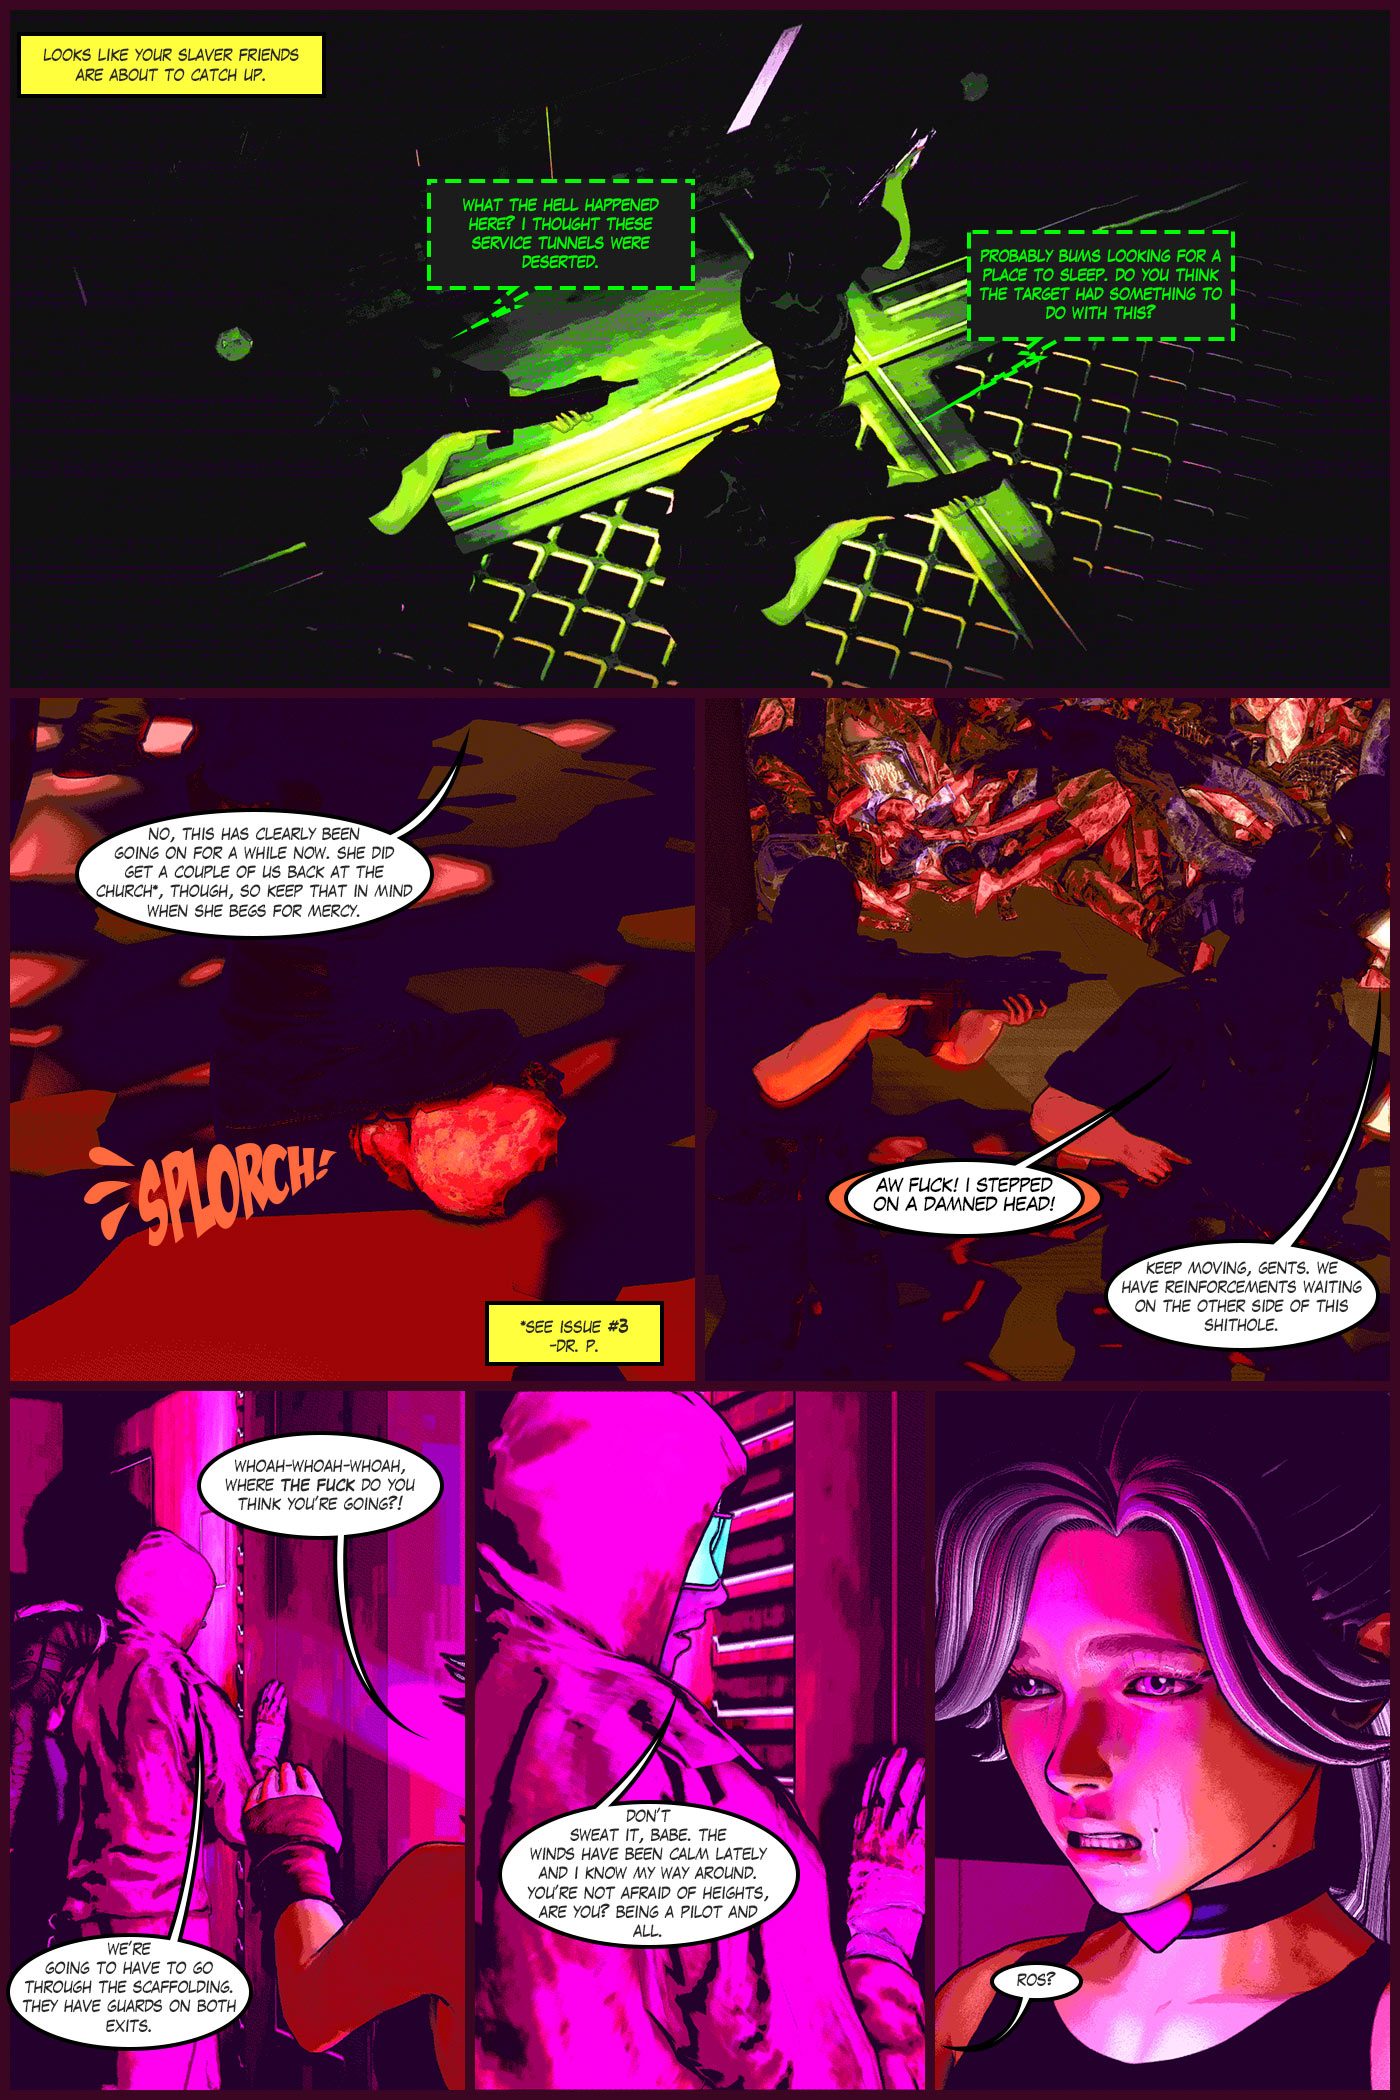 LOOKS LIKE YOUR SLAVER FRIENDS
ARE ABOUT TO CATCH UP.
WHAT THE HELL HAPPENED
HERE? I THOUGHT THESE
SERVICE TUNNELS WERE
DESERTED.
PROBABLY BUMS LOOKING FOR A
PLACE TO SLEEP. DO YOU THINK
THE TARGET HAD SOMETHING TO
DO WITH THIS?
NO, THIS HAS CLEARLY BEEN
GOING ON FOR A WHILE NOW. SHE DID
GET A COUPLE OF US BACK AT THE
CHURCH*, THOUGH, SO KEEP THAT IN MIND
WHEN SHE BEGS FOR MERCY.
SPLORCH!
*SEE ISSUE #3
-DR. P.
AW FUCK! I STEPPED
ON A DAMNED HEAD!
KEEP MOVING, GENTS. WE
HAVE REINFORCEMENTS WAITING
ON THE OTHER SIDE OF THIS
SHITHOLE.
WHOAH-WHOAH-WHOAH,
WHERE THE FUCK DO YOU
THINK YOU'RE GOING?!
WE'RE
GOING TO HAVE TO GO
THROUGH THE SCAFFOLDING.
THEY HAVE GUARDS ON BOTH
EXITS.
DON'T
SWEAT IT, BABE. THE
WINDS HAVE BEEN CALM LATELY
AND I KNOW MY WAY AROUND.
YOU'RE NOT AFRAID OF HEIGHTS,
ARE YOU? BEING A PILOT AND
ALL.
ROS?